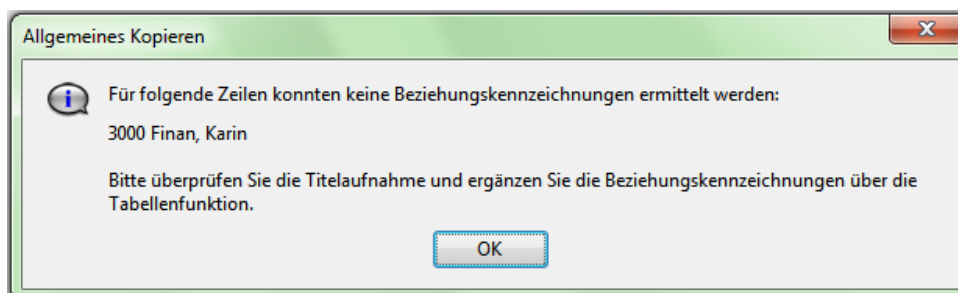 Allgemeines Kopieren
Für folgende Zeilen konnten keine Beziehungskennzeichnungen ermittelt werden:
3000 Finan, Karin
Bitte überprüfen Sie die Titelaufnahme und ergänzen Sie die Beziehungskennzeichnungen über die
Tabellenfunktion.
OK